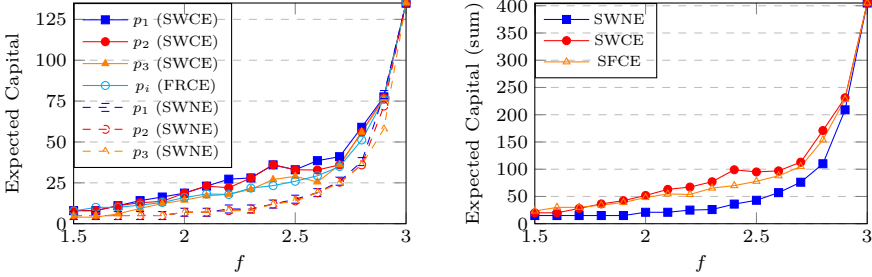 Expected Capital
125
100
75
50
25
0
1.5
2
2.5
3
f
p1 (SWCE)
p2 (SWCE)
p3 (SWCE)
pi (FRCE)
p1 (SWNE)
p2 (SWNE)
p3 (SWNE)
Expected Capital (sum)
400
350
300
250
200
150
100
50
0
1.5
2
2.5
3
f
SWNE
SWCE
SFCE